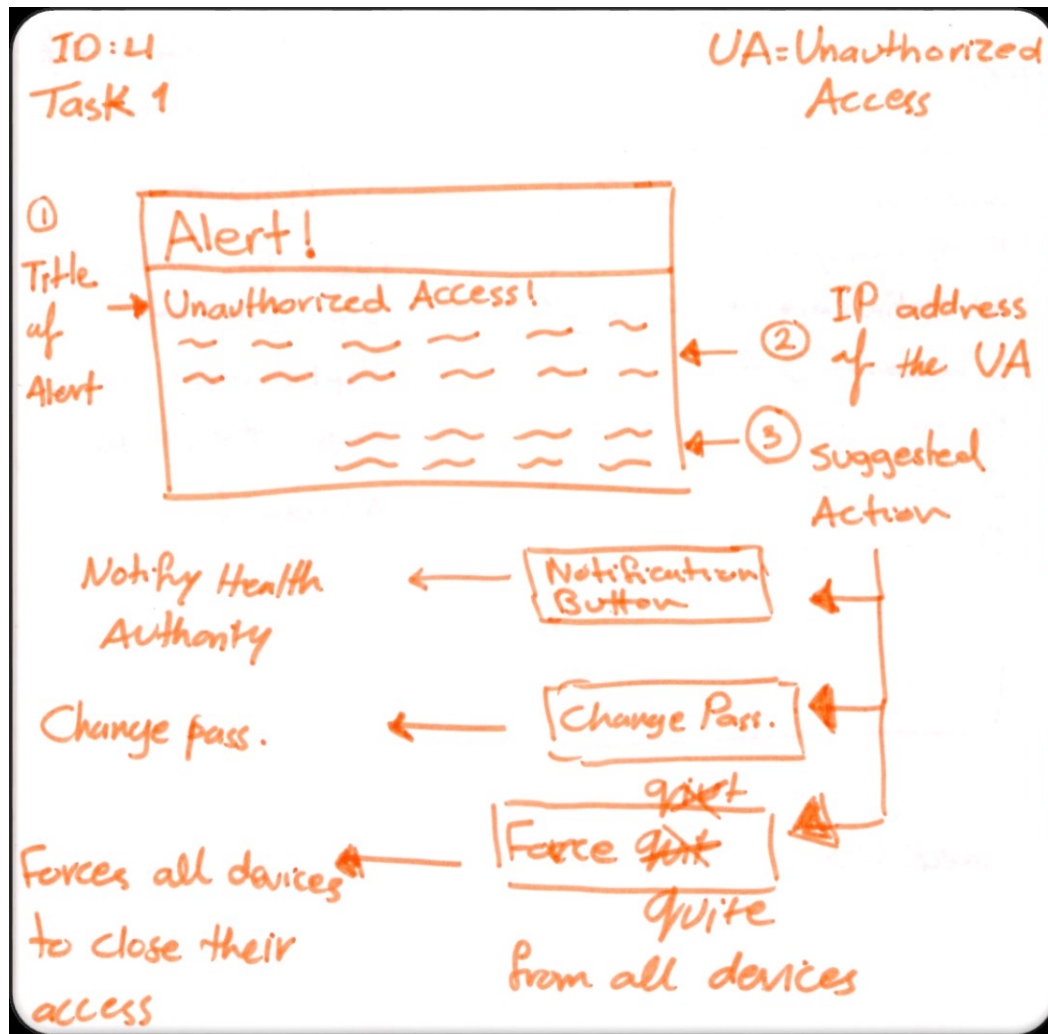 ID:4
Task 1
UA=Unauthorized
Access
①
Title
of
Alert
Alert!
Unauthorized Access!
② IP address
of the UA
③ Suggested
Action
Notification
Button
Notify Health
Authority
Change Pass.
Change pass.
quiet
Force quit
quite
from all devices
Forces all devices
to close their
access